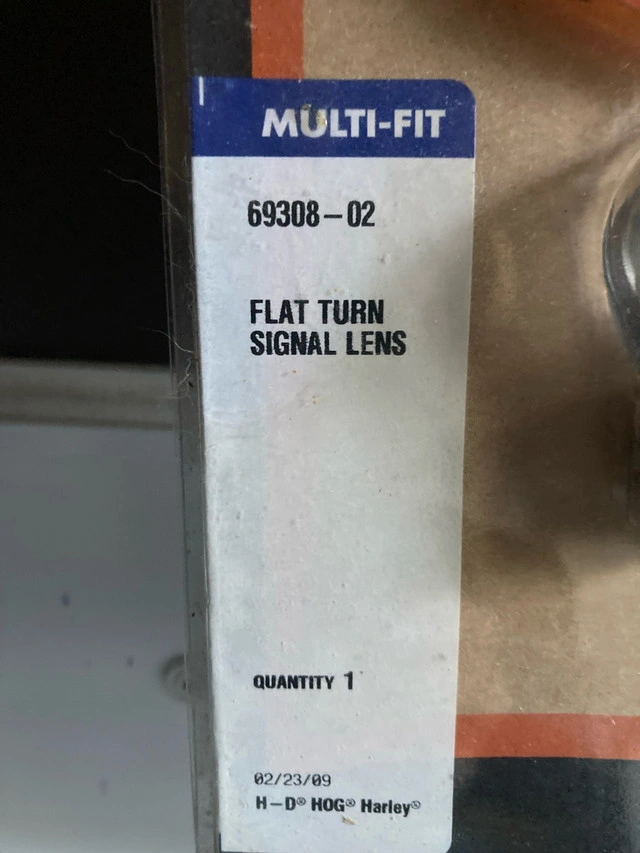 MULTI-FIT
69308-02
FLAT TURN
SIGNAL LENS
QUANTITY 1
02/23/09
H-D® HOG® Harley®